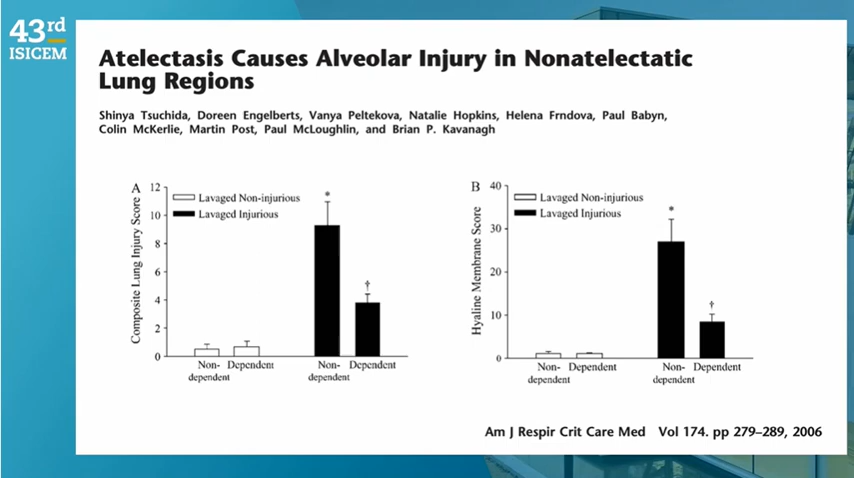 43rd
ISICEM
Atelectasis Causes Alveolar Injury in Nonatelectatic
Lung Regions
Shinya Tsuchida, Doreen Engelberts, Vanya Peltekova, Natalie Hopkins, Helena Frndova, Paul Babyn,
Colin McKerlie, Martin Post, Paul McLoughlin, and Brian P. Kavanagh
A
Composite Lung Injury Score
12
10
8
6
4
2
0
Lavaged Non-injurious
Lavaged Injurious
*
†
Non- Dependent Non- Dependent
dependent dependent
B
Hyaline Membrane Score
40
30
20
10
0
Lavaged Non-injurious
Lavaged Injurious
*
†
Non- Dependent Non- Dependent
dependent dependent
Am J Respir Crit Care Med Vol 174. pp 279–289, 2006